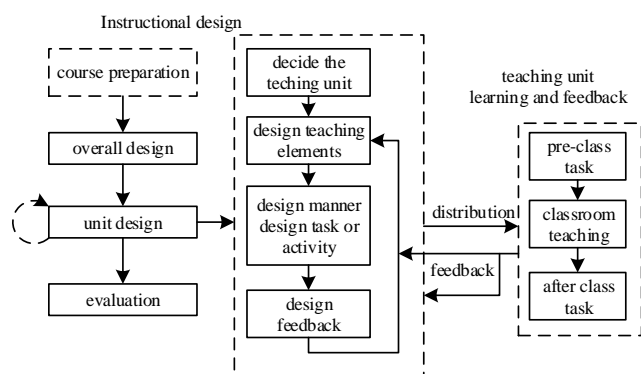 Instructional design
course preparation
overall design
unit design
evaluation
decide the
teching unit
design teaching
elements
design manner
design task or
activity
design
feedback
distribution
feedback
teaching unit
learning and feedback
pre-class
task
classroom
teaching
after class
task